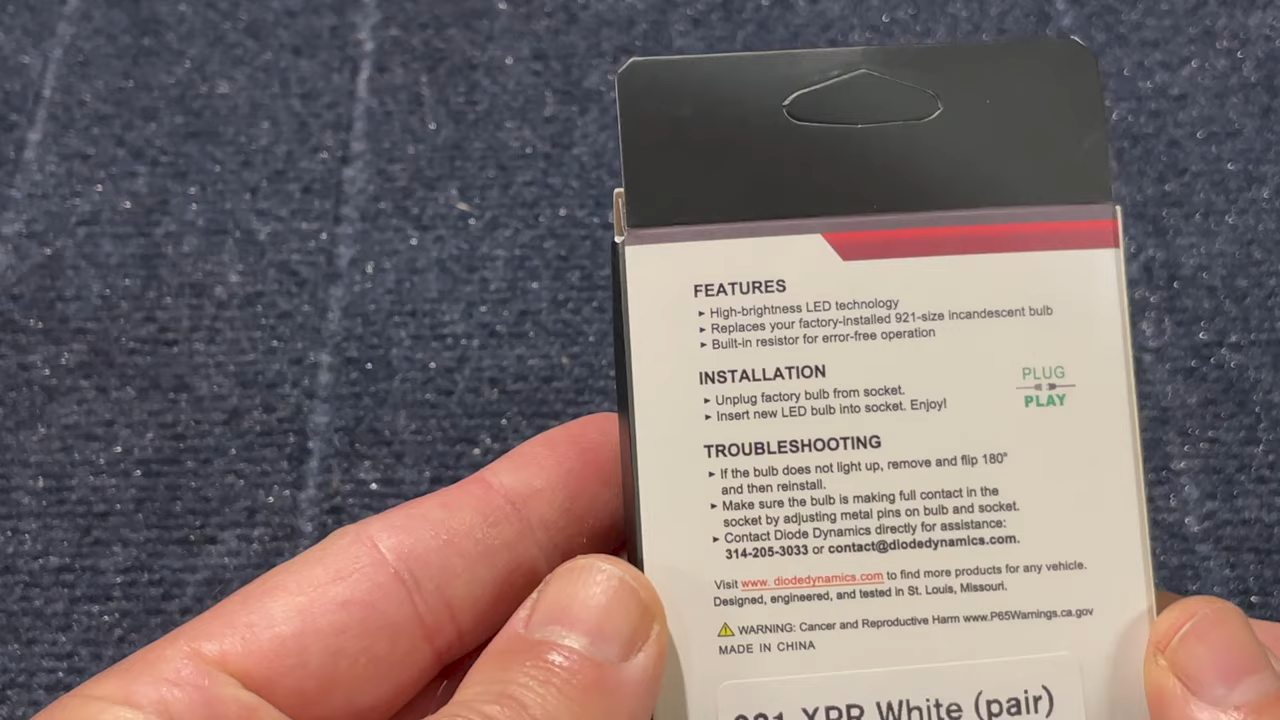 FEATURES
▸ High-brightness LED technology
▸ Replaces your factory-installed 921-size incandescent bulb
▸ Built-in resistor for error-free operation
INSTALLATION
▸ Unplug factory bulb from socket.
▸ Insert new LED bulb into socket. Enjoy!
PLUG
PLAY
TROUBLESHOOTING
▸ If the bulb does not light up, remove and flip 180°
and then reinstall.
▸ Make sure the bulb is making full contact in the
socket by adjusting metal pins on bulb and socket.
▸ Contact Diode Dynamics directly for assistance:
314-205-3033 or contact@diodedynamics.com.
Visit www. diodedynamics.com to find more products for any vehicle.
Designed, engineered, and tested in St. Louis, Missouri.
WARNING: Cancer and Reproductive Harm www.P65Warnings.ca.gov
MADE IN CHINA
921 XPR White (pair)